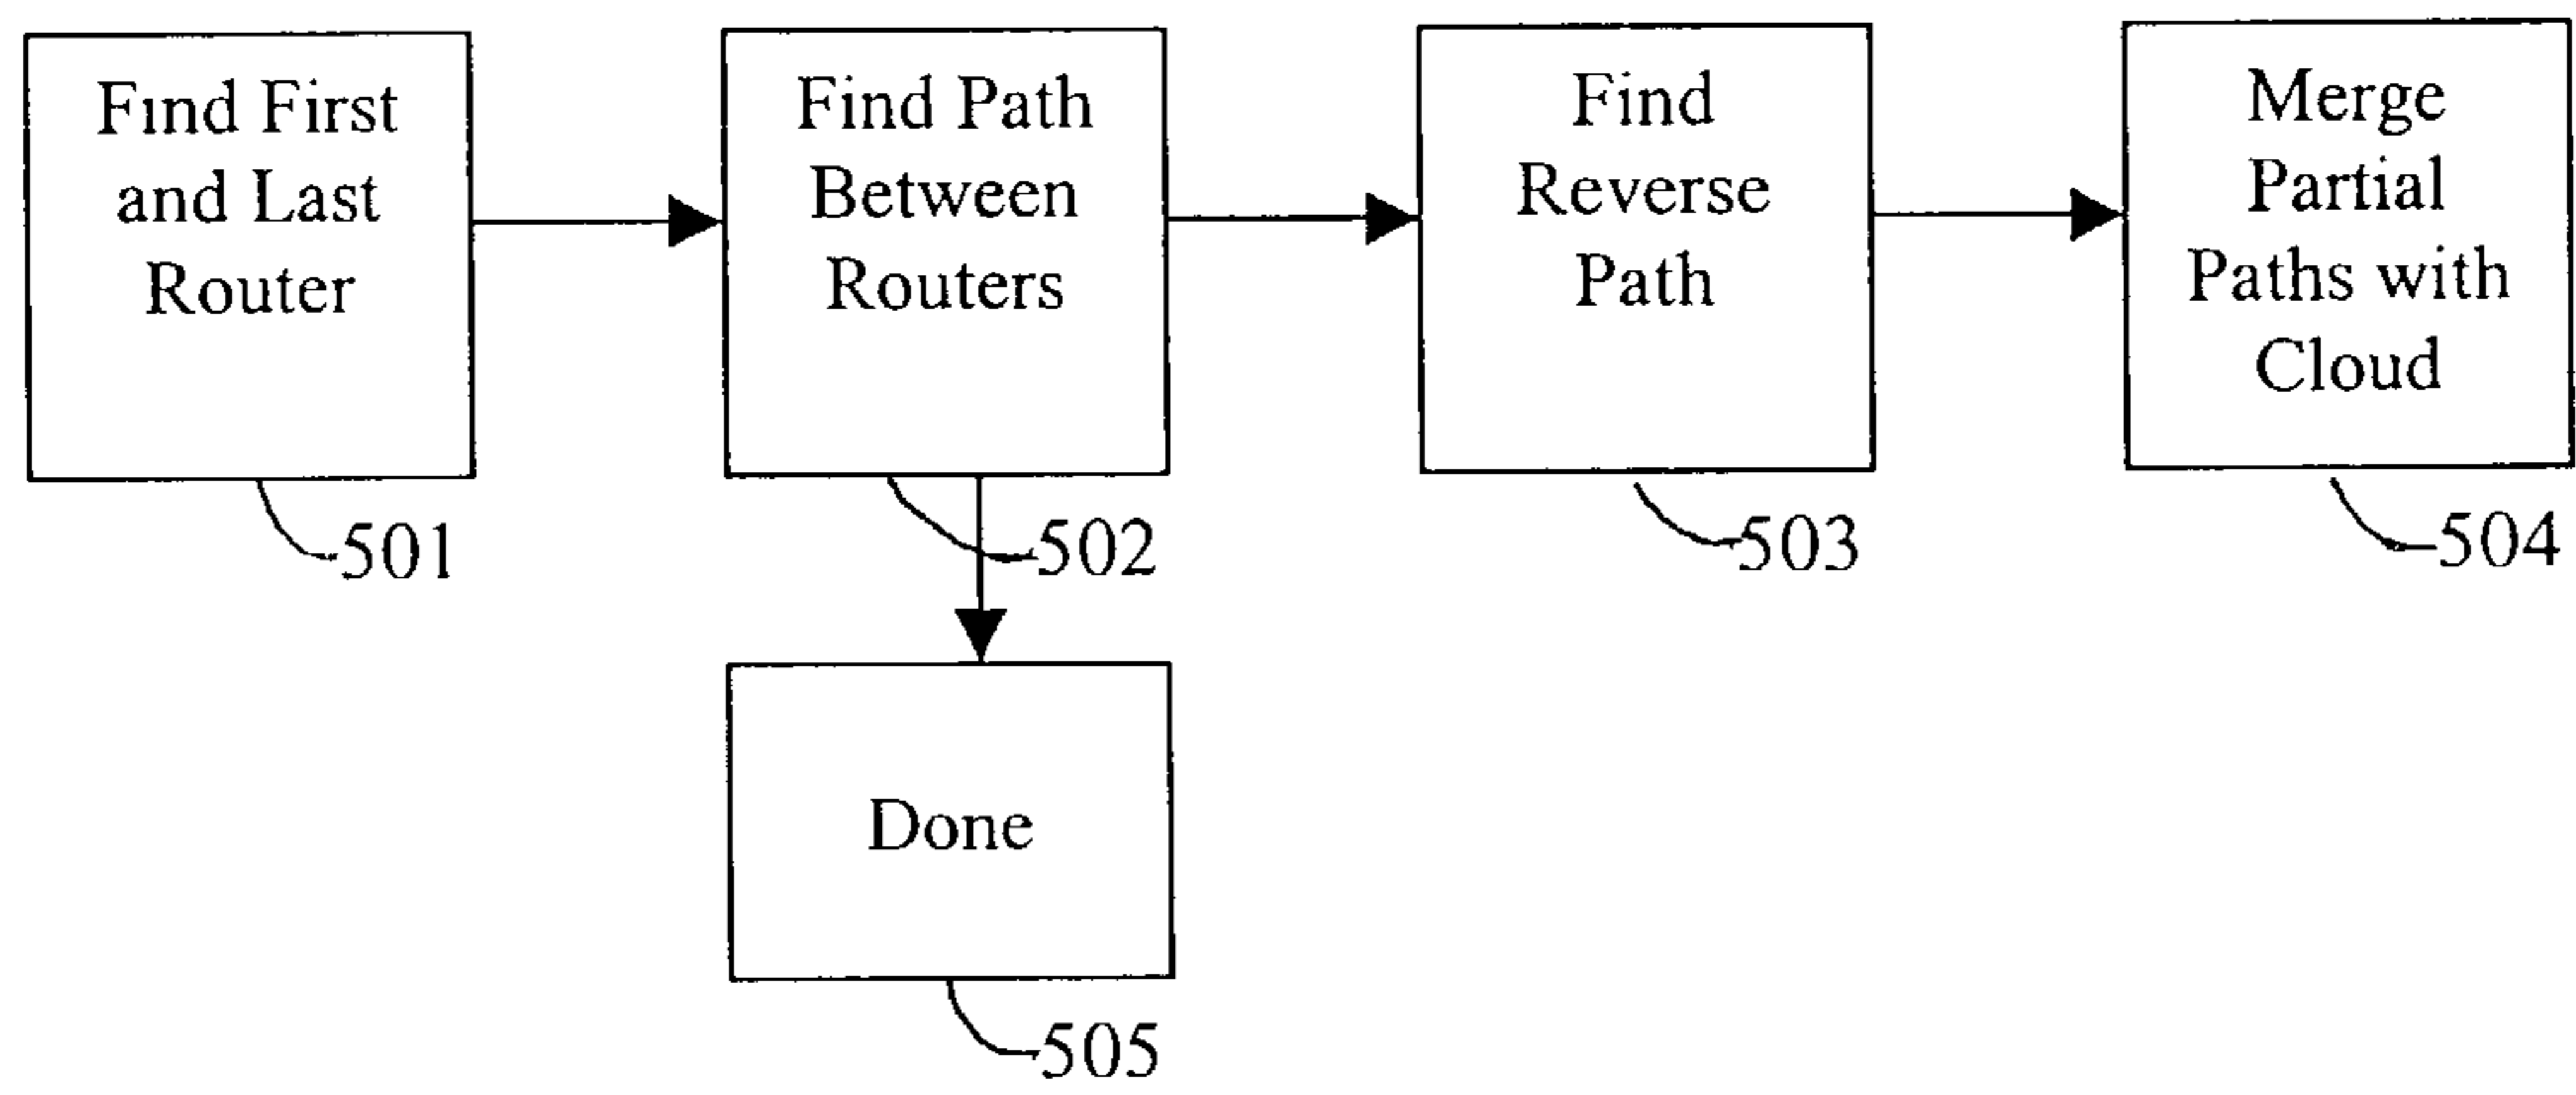 Find First
and Last
Router
Find Path
Between
Routers
Find
Reverse
Path
Merge
Partial
Paths with
Cloud
501
502
503
504
Done
505